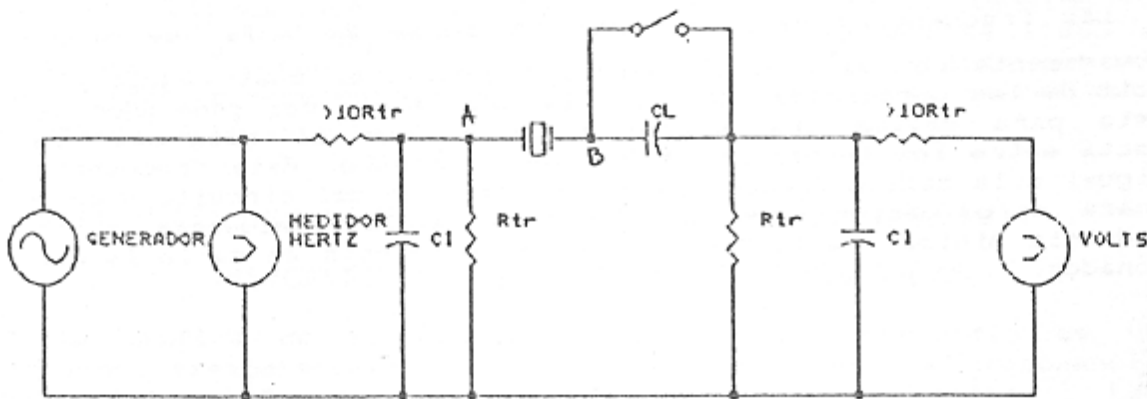 >10Rtr
A
CL
>10Rtr
B
GENERADOR
MEDIDOR
HERTZ
C1
Rtr
Rtr
C1
VOLTS